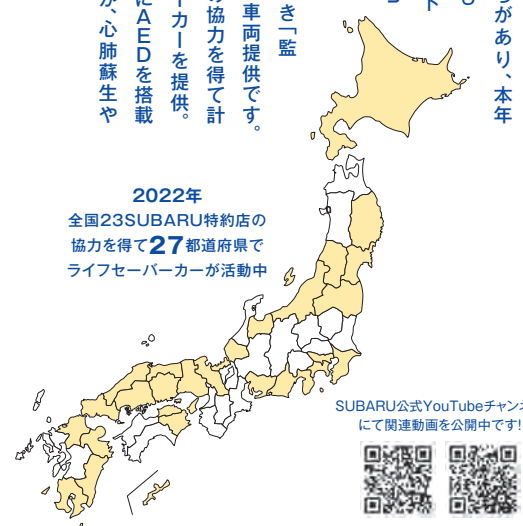 があり、本年
ド
き「監
車両提供です。
の協力を得て計
ーカーを提供。
にAEDを搭載
が、心肺蘇生や
2022年
全国23SUBARU特約店の
協力を得て27都道府県で
ライフセーバーカーが活動中
SUBARU公式YouTubeチャンネ
にて関連動画を公開中です!